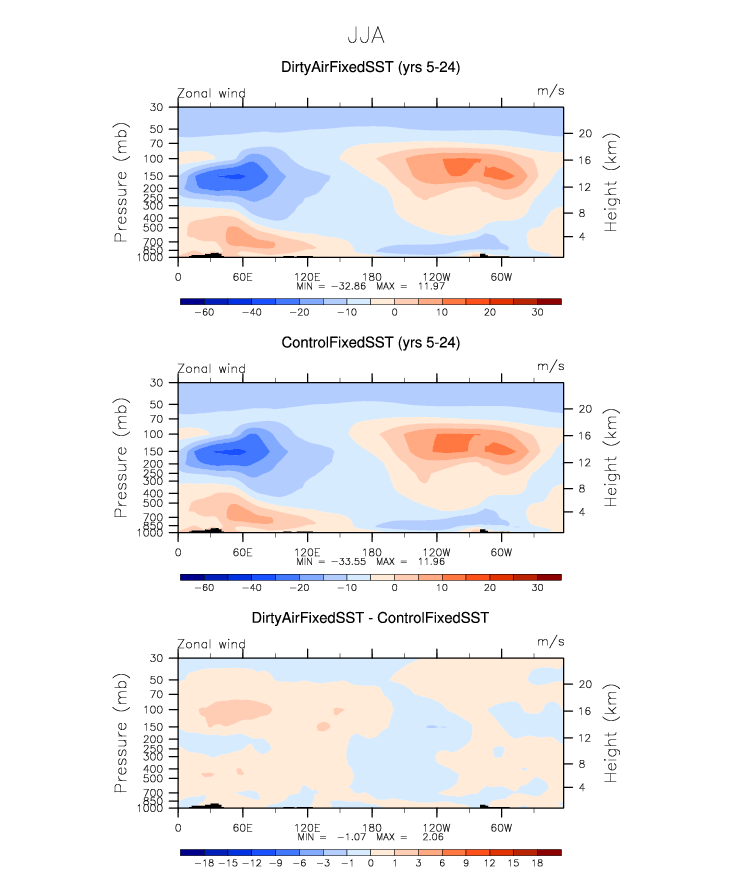 JJA
DirtyAirFixedSST (yrs 5-24)
Zonal wind m/s
Pressure (mb)
30
50
70
100
150
200
250
300
400
500
700
850
1000
20
16
12
8
4
Height (km)
0 60E 120E 180 120W 60W
MIN = -32.86 MAX = 11.97
-60 -40 -20 -10 0 10 20 30
ControlFixedSST (yrs 5-24)
Zonal wind m/s
Pressure (mb)
30
50
70
100
150
200
250
300
400
500
700
850
1000
20
16
12
8
4
Height (km)
0 60E 120E 180 120W 60W
MIN = -33.55 MAX = 11.96
-60 -40 -20 -10 0 10 20 30
DirtyAirFixedSST - ControlFixedSST
Zonal wind m/s
Pressure (mb)
30
50
70
100
150
200
250
300
400
500
700
850
1000
20
16
12
8
4
Height (km)
0 60E 120E 180 120W 60W
MIN = -1.07 MAX = 2.06
-18 -15 -12 -9 -6 -3 -1 0 1 3 6 9 12 15 18